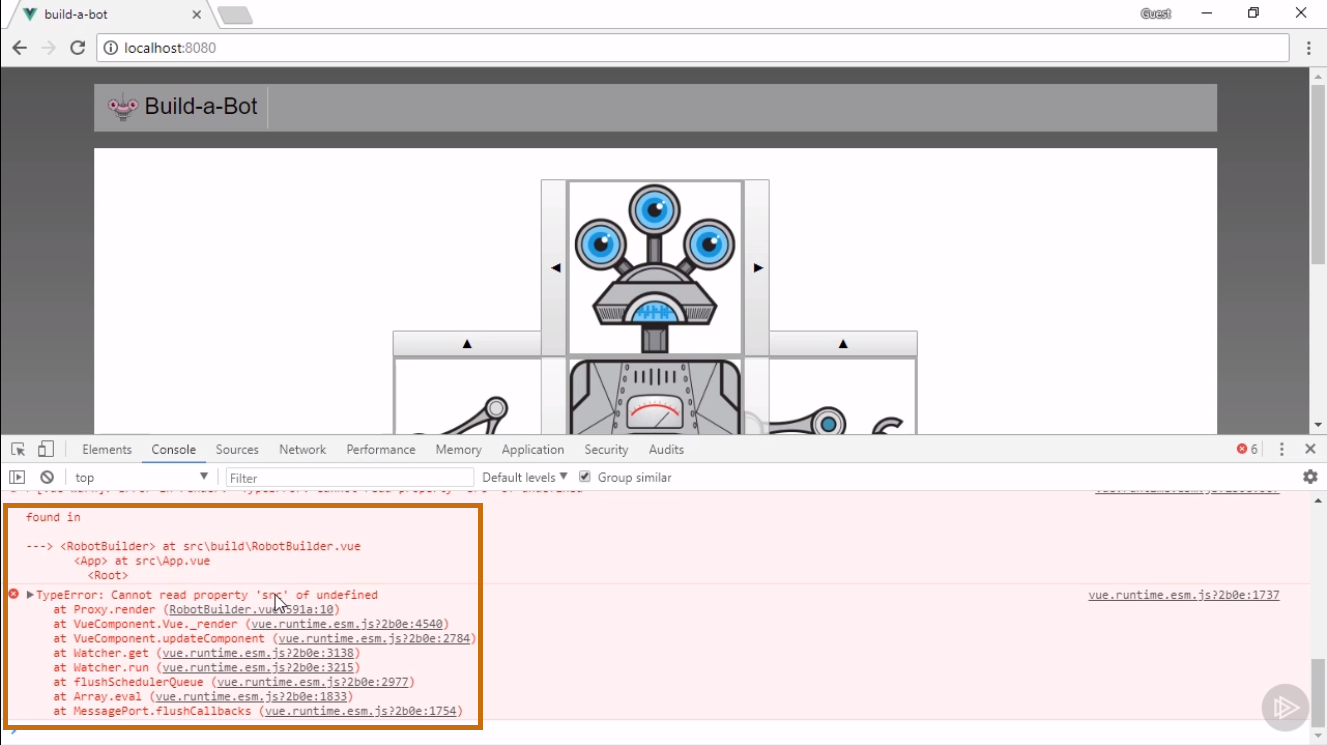 build-a-bot
Guest
localhost:8080
Build-a-Bot
Elements Console Sources Network Performance Memory Application Security Audits 6
top Filter Default levels Group similar
found in
---> <RobotBuilder> at src\build\RobotBuilder.vue
<App> at src\App.vue
<Root>
TypeError: Cannot read property 'src' of undefined vue.runtime.esm.js?2b0e:1737
at Proxy.render (RobotBuilder.vue?591a:10)
at VueComponent.Vue._render (vue.runtime.esm.js?2b0e:4540)
at VueComponent.updateComponent (vue.runtime.esm.js?2b0e:2784)
at Watcher.get (vue.runtime.esm.js?2b0e:3138)
at Watcher.run (vue.runtime.esm.js?2b0e:3215)
at flushSchedulerQueue (vue.runtime.esm.js?2b0e:2977)
at Array.eval (vue.runtime.esm.js?2b0e:1833)
at MessagePort.flushCallbacks (vue.runtime.esm.js?2b0e:1754)